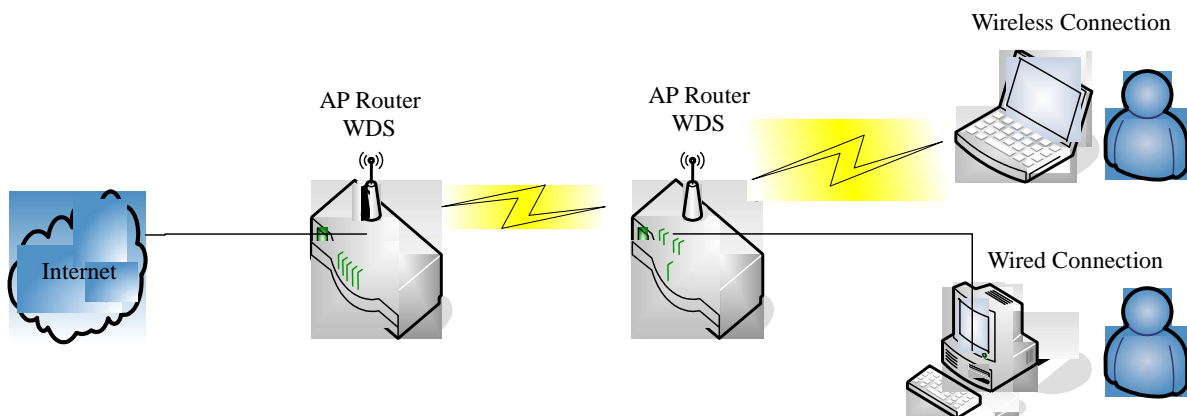 Wireless Connection
AP Router
WDS
AP Router
WDS
Internet
Wired Connection